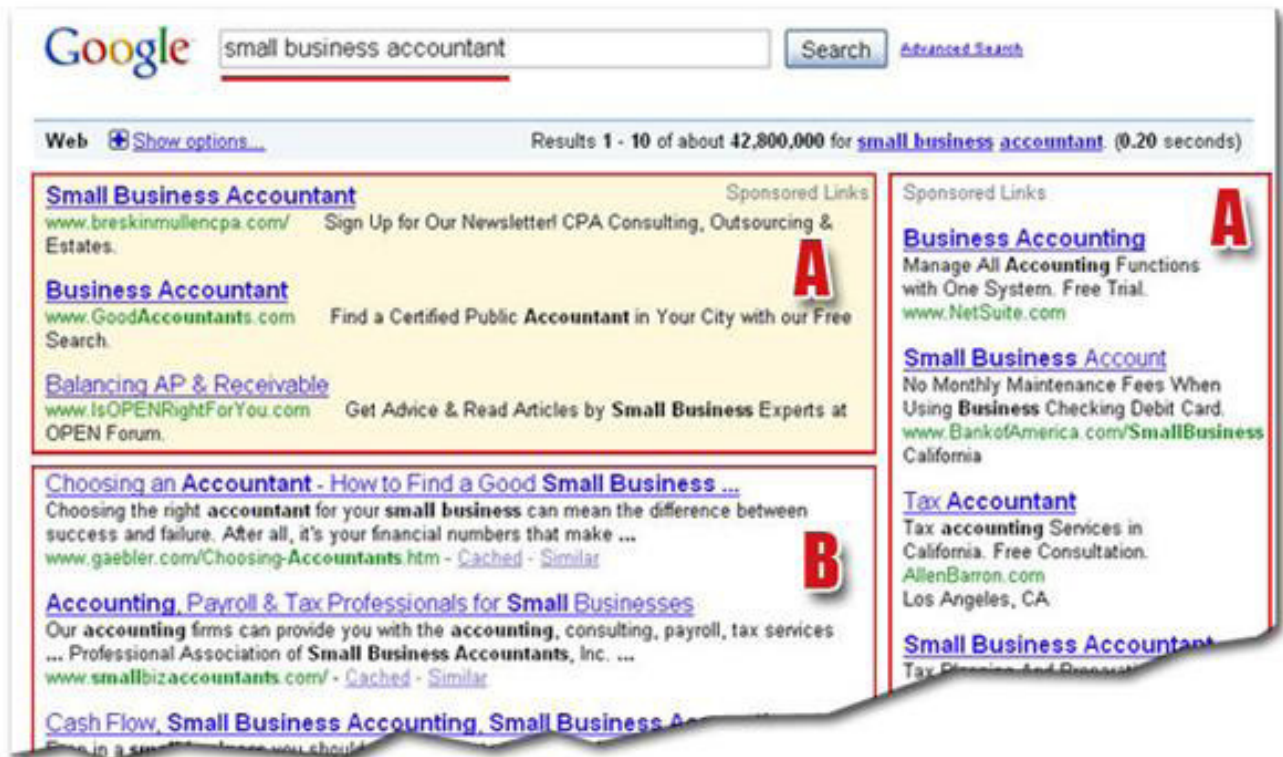 Google small business accountant Search Advanced Search
Web Show options... Results 1 - 10 of about 42,800,000 for small business accountant. (0.20 seconds)
Small Business Accountant Sponsored Links
www.breskinmullencpa.com/ Sign Up for Our Newsletter! CPA Consulting, Outsourcing &
Estates.
A
Business Accountant
www.GoodAccountants.com Find a Certified Public Accountant in Your City with our Free
Search.
Balancing AP & Receivable
www.IsOPENRightForYou.com Get Advice & Read Articles by Small Business Experts at
OPEN Forum.
Choosing an Accountant - How to Find a Good Small Business ...
Choosing the right accountant for your small business can mean the difference between
success and failure. After all, it's your financial numbers that make ...
www.gaebler.com/Choosing-Accountants.htm - Cached - Similar
B
Accounting, Payroll & Tax Professionals for Small Businesses
Our accounting firms can provide you with the accounting, consulting, payroll, tax services
... Professional Association of Small Business Accountants, Inc. ...
www.smallbizaccountants.com/ - Cached - Similar
Cash Flow, Small Business Accounting, Small Business
in a small you should
Sponsored Links
A
Business Accounting
Manage All Accounting Functions
with One System. Free Trial.
www.NetSuite.com
Small Business Account
No Monthly Maintenance Fees When
Using Business Checking Debit Card.
www.BankofAmerica.com/SmallBusiness
California
Tax Accountant
Tax accounting Services in
California. Free Consultation.
AllenBarron.com
Los Angeles, CA
Small Business Accountant
Tax Planning And